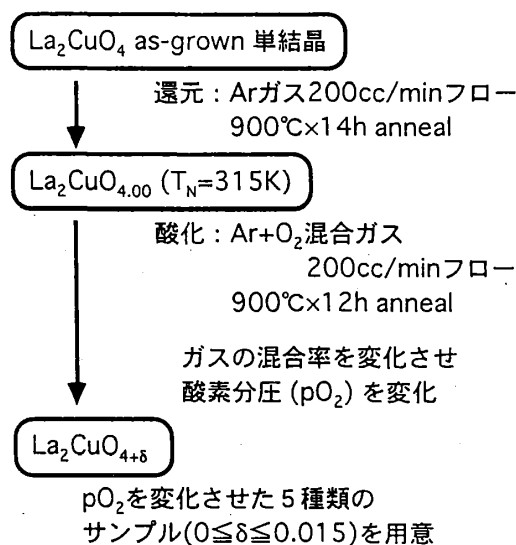 La₂CuO₄ as-grown 単結晶
還元：Arガス200cc/minフロー
900℃×14h anneal
La₂CuO₄.₀₀ (T_N=315K)
酸化：Ar+O₂混合ガス
200cc/minフロー
900℃×12h anneal
ガスの混合率を変化させ
酸素分圧 (pO₂) を変化
La₂CuO₄₊δ
pO₂を変化させた５種類の
サンプル(0≦δ≦0.015)を用意